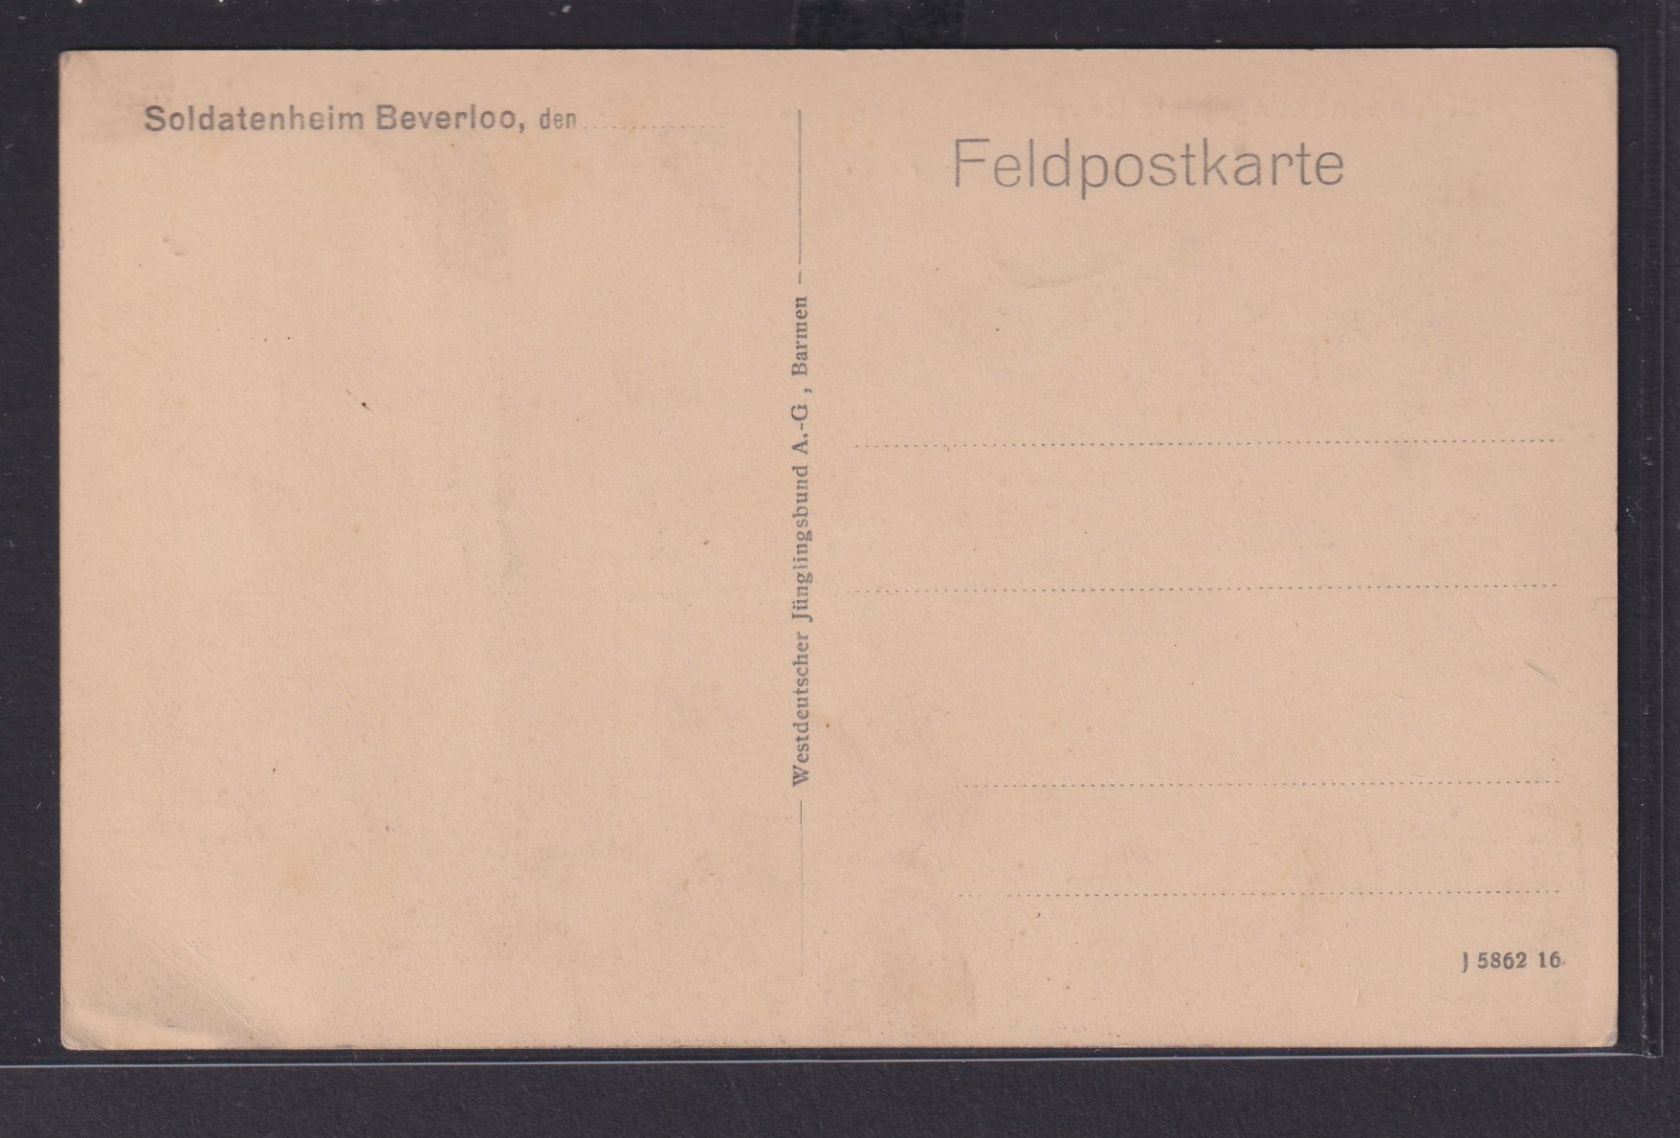 Soldatenheim Beverloo, den
Feldpostkarte
Westdeutscher Jünglingsbund A.-G , Barmen
J 5862 16